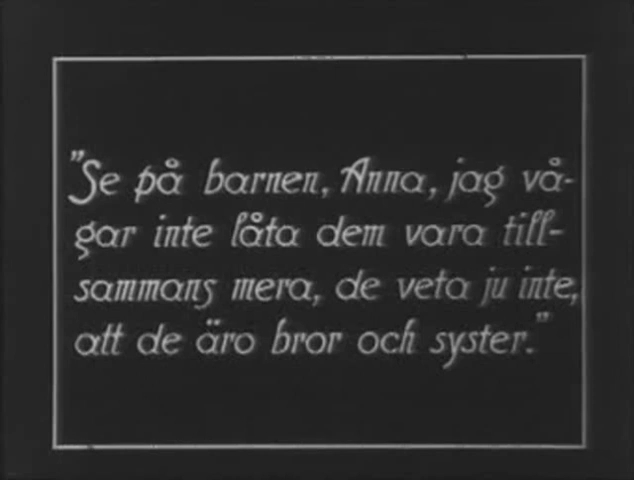 "Se på barnen, Anna, jag vå-
gar inte låta dem vara till-
sammans mera, de veta ju inte,
att de äro bror och syster."